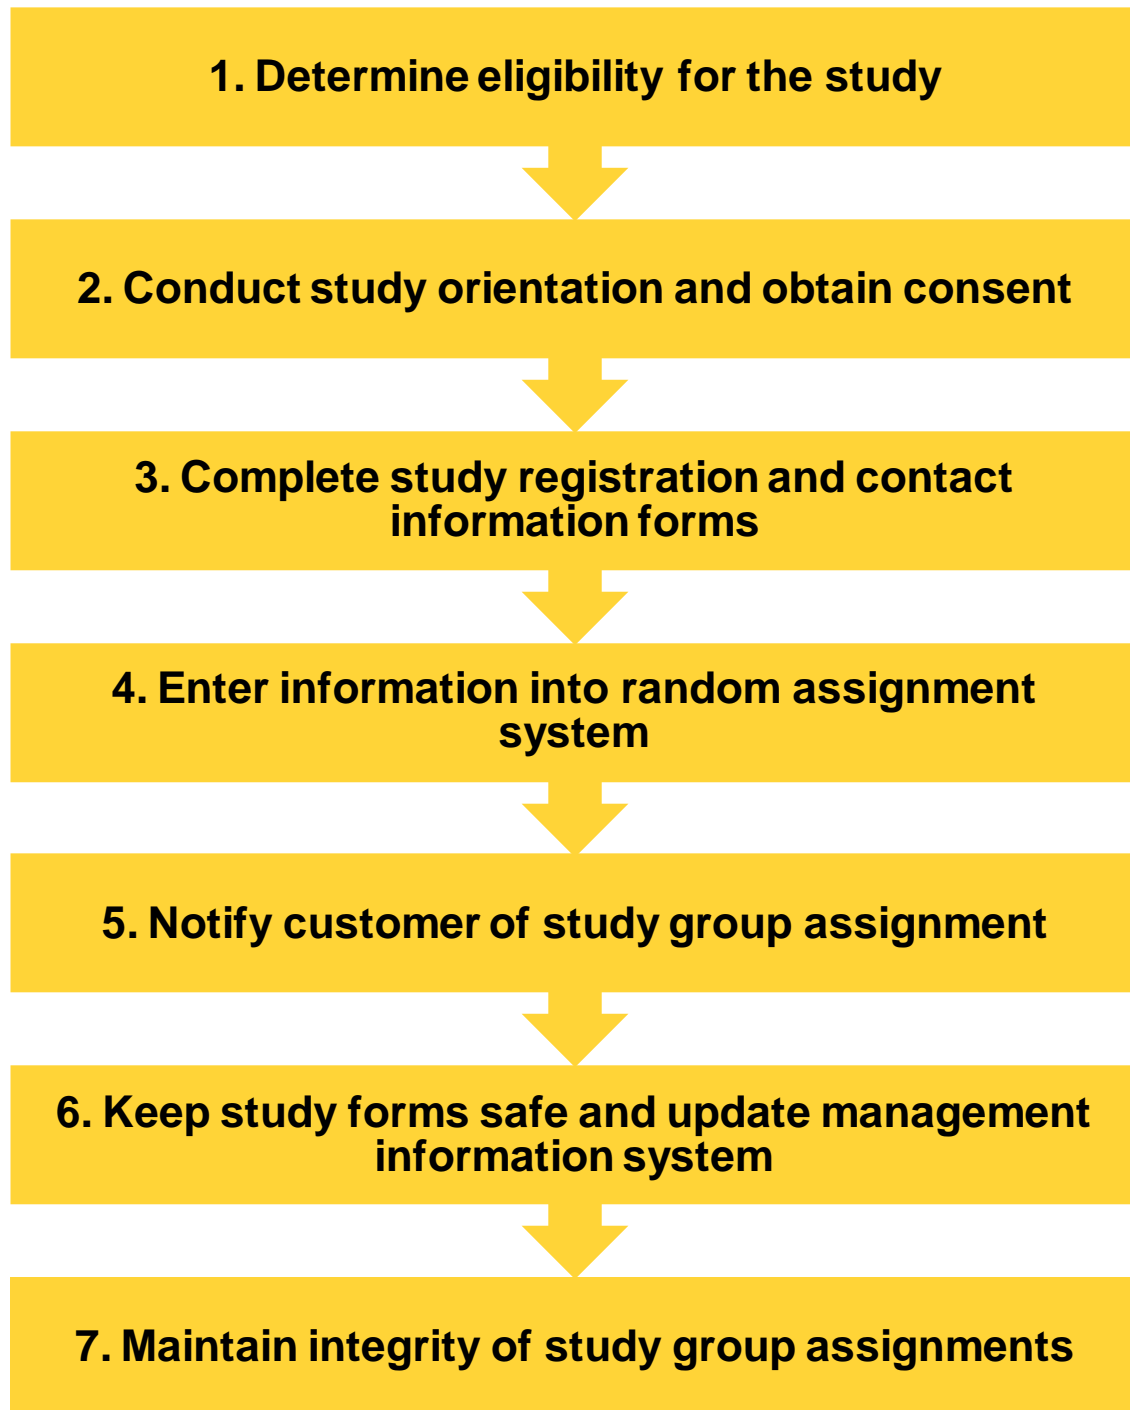 1. Determine eligibility for the study
2. Conduct study orientation and obtain consent
3. Complete study registration and contact
information forms
4. Enter information into random assignment
system
5. Notify customer of study group assignment
6. Keep study forms safe and update management
information system
7. Maintain integrity of study group assignments